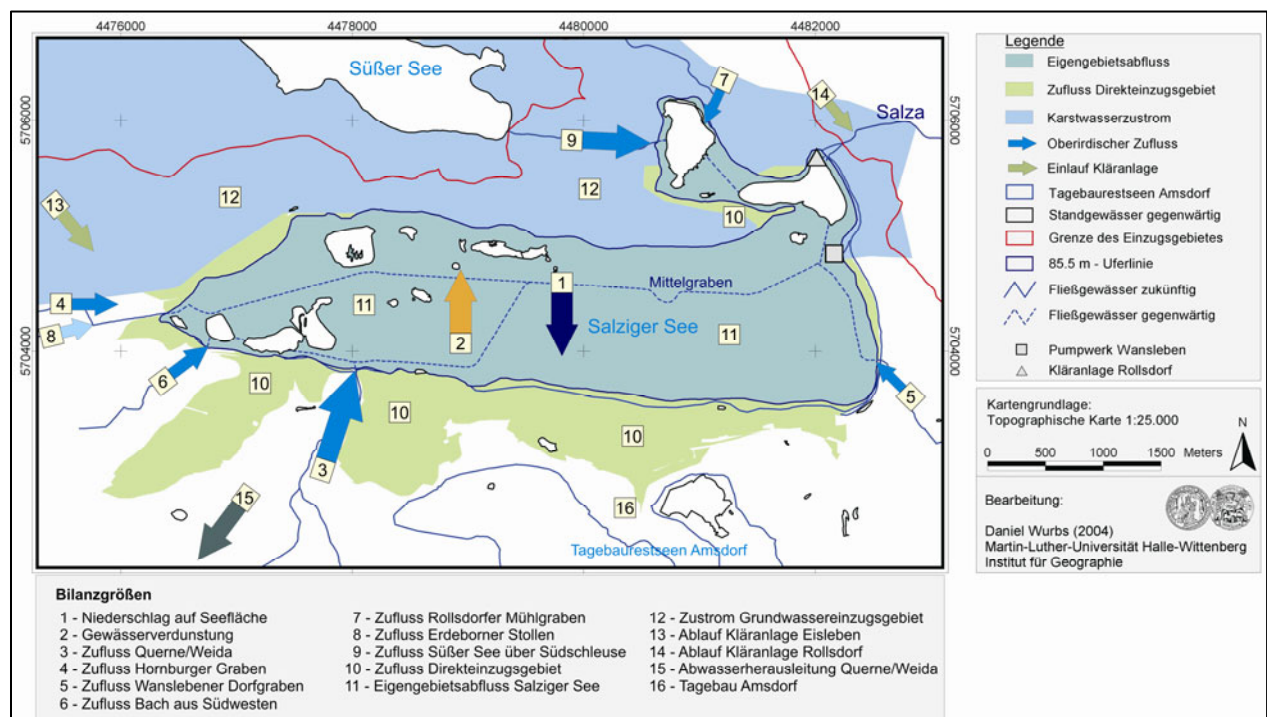 4476000
4478000
4480000
4482000
Süßer See
7
14
Salza
5706000
5706000
9
12
12
10
13
1
Mittelgraben
4
11
Salziger See
11
8
2
5704000
5704000
6
10
10
5
3
10
15
16
Tagebaurestseen Amsdorf
Legende
Eigengebietsabfluss
Zufluss Direkteinzugsgebiet
Karstwasserzustrom
Oberirdischer Zufluss
Einlauf Kläranlage
Tagebaurestseen Amsdorf
Standgewässer gegenwärtig
Grenze des Einzugsgebietes
85.5 m - Uferlinie
Fließgewässer zukünftig
Fließgewässer gegenwärtig
Pumpwerk Wansleben
Kläranlage Rollsdorf
Kartengrundlage:
Topographische Karte 1:25.000
N
0 500 1000 1500 Meters
Bearbeitung:
Daniel Wurbs (2004)
Martin-Luther-Universität Halle-Wittenberg
Institut für Geographie
Bilanzgrößen
1 - Niederschlag auf Seefläche
2 - Gewässerverdunstung
3 - Zufluss Querne/Weida
4 - Zufluss Hornburger Graben
5 - Zufluss Wanslebener Dorfgraben
6 - Zufluss Bach aus Südwesten
7 - Zufluss Rollsdorfer Mühlgraben
8 - Zufluss Erdeborner Stollen
9 - Zufluss Süßer See über Südschleuse
10 - Zufluss Direkteinzugsgebiet
11 - Eigengebietsabfluss Salziger See
12 - Zustrom Grundwassereinzugsgebiet
13 - Ablauf Kläranlage Eisleben
14 - Ablauf Kläranlage Rollsdorf
15 - Abwasserherausleitung Querne/Weida
16 - Tagebau Amsdorf